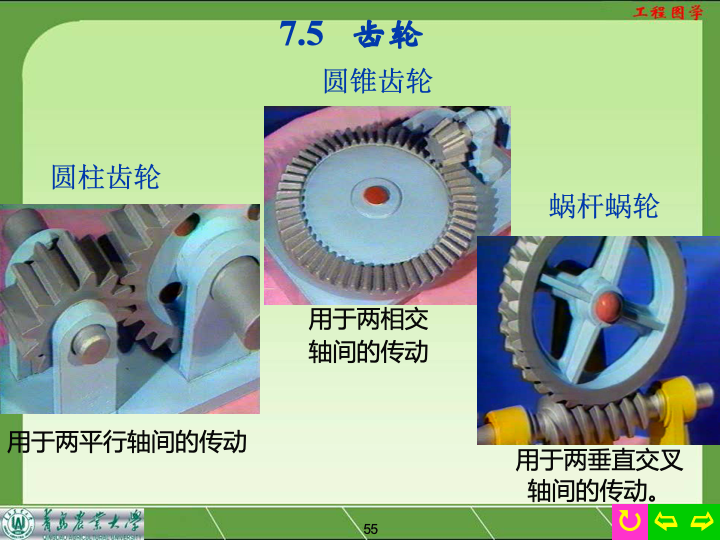 工程图学
7.5 齿轮
圆锥齿轮
圆柱齿轮
蜗杆蜗轮
用于两相交
轴间的传动
用于两平行轴间的传动
用于两垂直交叉
轴间的传动。
青岛农业大学
55